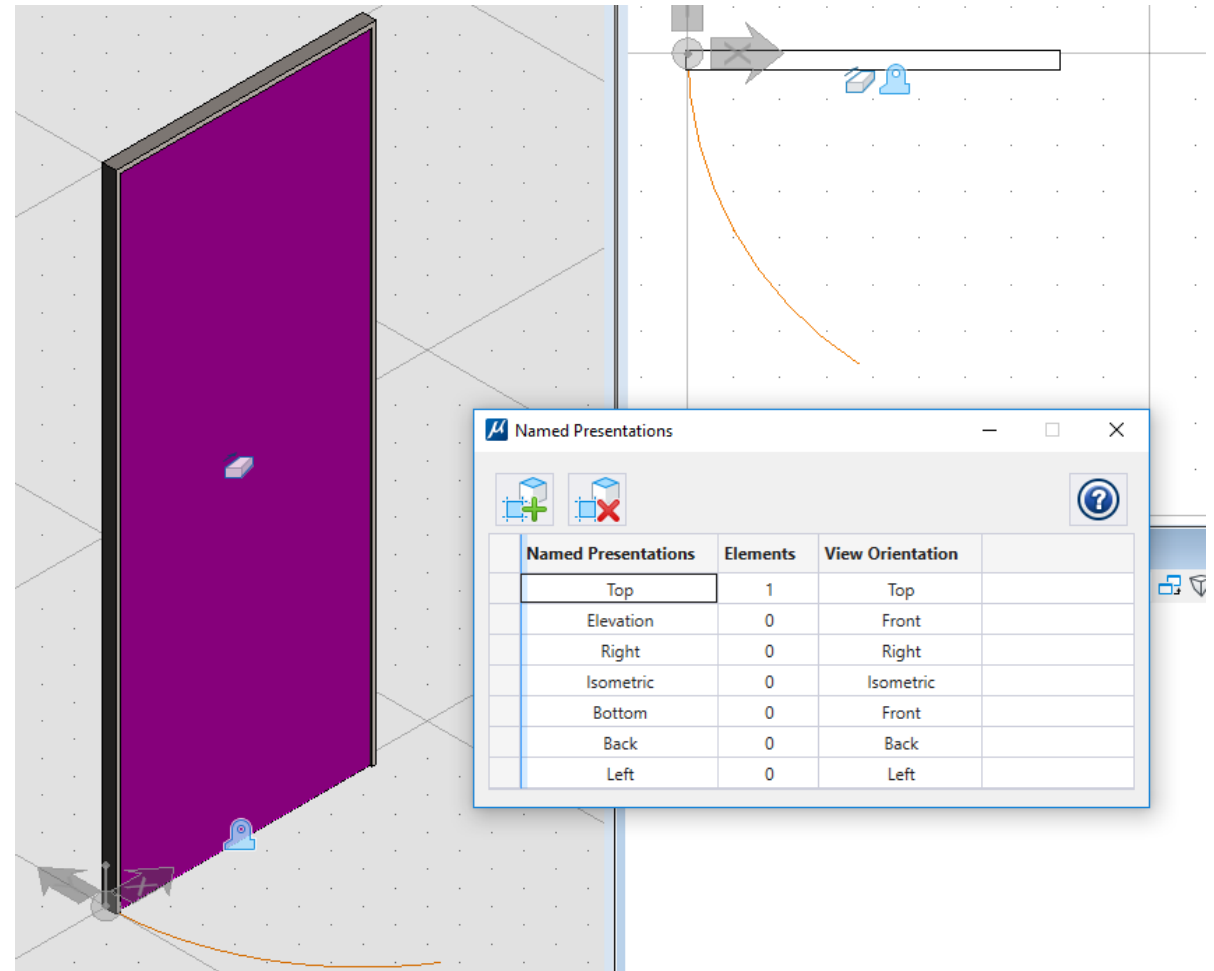 X
X
μ Named Presentations
?
Named Presentations Elements View Orientation
Top 1 Top
Elevation 0 Front
Right 0 Right
Isometric 0 Isometric
Bottom 0 Front
Back 0 Back
Left 0 Left